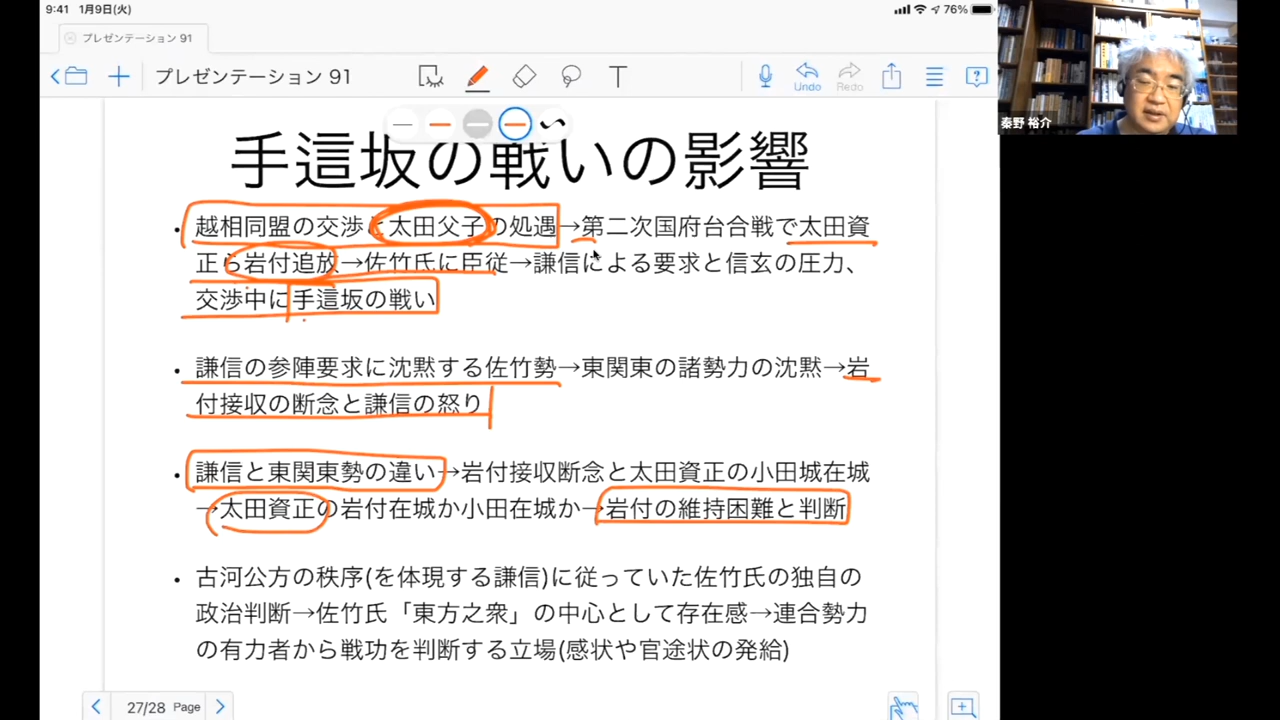 9:41 1月9日(火)
76%
プレゼンテーション 91
プレゼンテーション 91
Undo
Redo
秦野 裕介
手這坂の戦いの影響
• 越相同盟の交渉と太田父子の処遇→第二次国府台合戦で太田資
正ら岩付追放→佐竹氏に臣従→謙信による要求と信玄の圧力、
交渉中に手這坂の戦い
• 謙信の参陣要求に沈黙する佐竹勢→東関東の諸勢力の沈黙→岩
付接収の断念と謙信の怒り
• 謙信と東関東勢の違い→岩付接収断念と太田資正の小田城在城
→太田資正の岩付在城か小田在城か→岩付の維持困難と判断
• 古河公方の秩序(を体現する謙信)に従っていた佐竹氏の独自の
政治判断→佐竹氏「東方之衆」の中心として存在感→連合勢力
の有力者から戦功を判断する立場(感状や官途状の発給)
27/28 Page